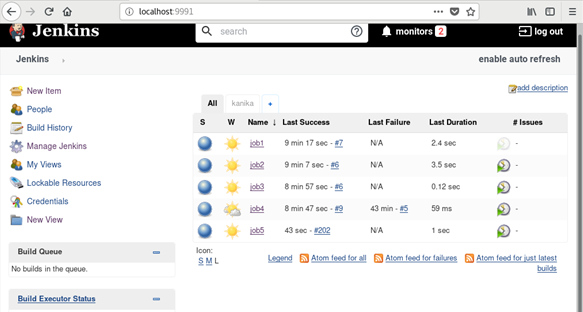 localhost:9991
Jenkins
search
monitors 2
log out
Jenkins
enable auto refresh
New Item
People
Build History
Manage Jenkins
My Views
Lockable Resources
Credentials
New View
Build Queue
No builds in the queue.
Build Executor Status
add description
All kanika +
S W Name ↓ Last Success Last Failure Last Duration # Issues
job1 9 min 17 sec - #7 N/A 2.4 sec -
job2 9 min 7 sec - #6 N/A 3.5 sec -
job3 8 min 57 sec - #6 N/A 0.12 sec -
job4 8 min 47 sec - #9 43 min - #5 59 ms -
job5 43 sec - #202 N/A 1 sec -
Icon:
S M L
Legend Atom feed for all Atom feed for failures Atom feed for just latest
builds